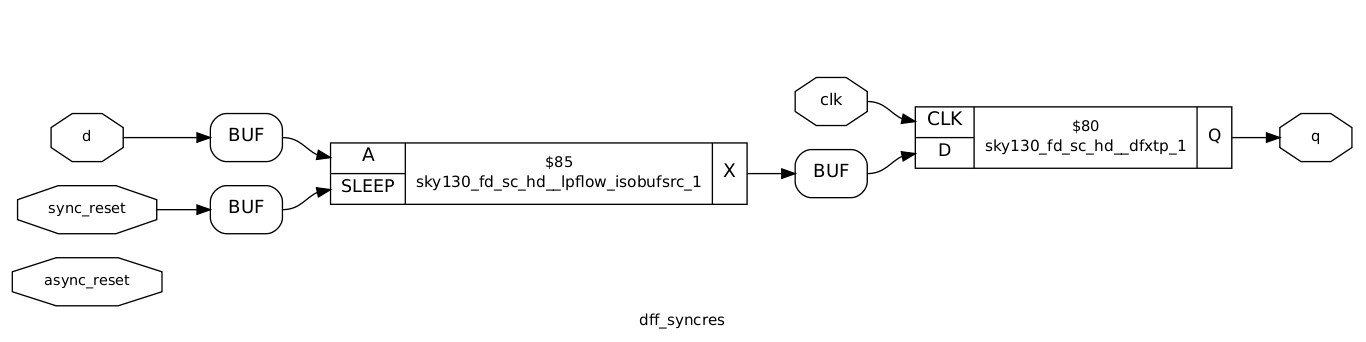 d
BUF
sync_reset
BUF
async_reset
A
SLEEP
$85
sky130_fd_sc_hd__lpflow_isobufsrc_1
X
clk
BUF
CLK
D
$80
sky130_fd_sc_hd__dfxtp_1
Q
q
dff_syncres